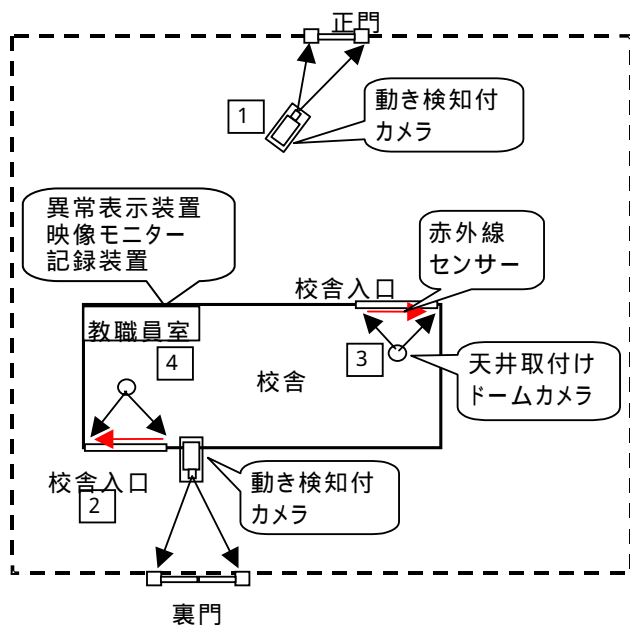 正門
1
動き検知付
カメラ
異常表示装置
映像モニター
記録装置
赤外線
センサー
校舎入口
教職員室
4
3
校舎
天井取付け
ドームカメラ
校舎入口
2
動き検知付
カメラ
裏門